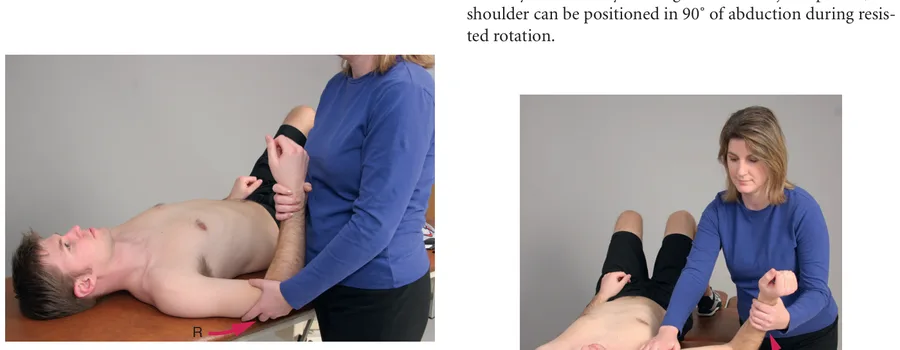 shoulder can be positioned in 90˚ of abduction during resis-
ted rotation.
R